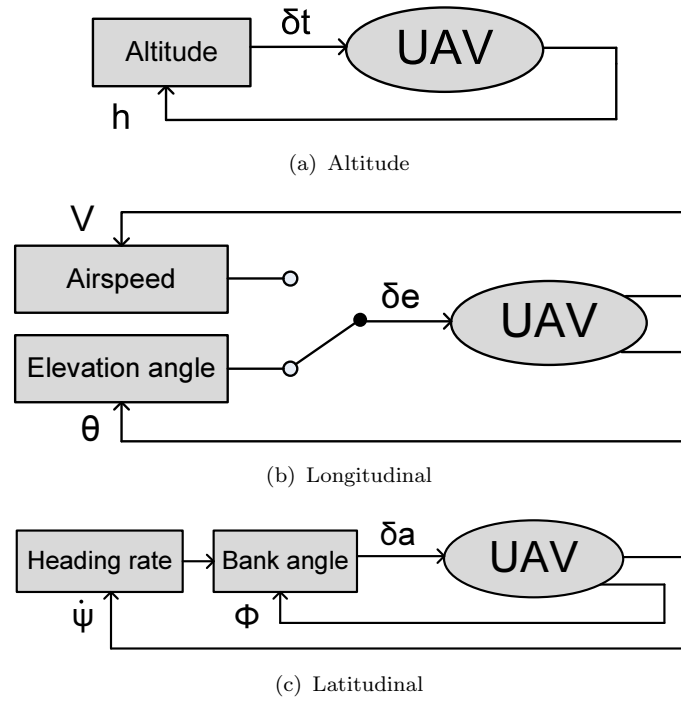 Altitude
δt
UAV
h
(a) Altitude
V
Airspeed
δe
UAV
Elevation angle
θ
(b) Longitudinal
Heading rate
Bank angle
δa
UAV
ψ̇
Φ
(c) Latitudinal